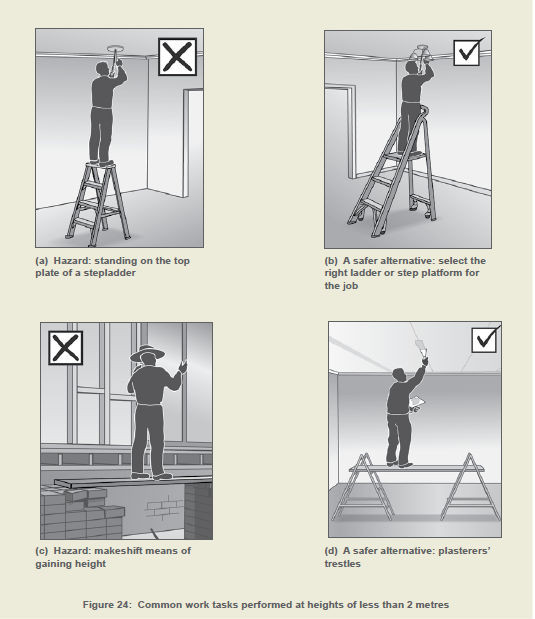 (a) Hazard: standing on the top
plate of a stepladder
(b) A safer alternative: select the
right ladder or step platform for
the job
(c) Hazard: makeshift means of
gaining height
(d) A safer alternative: plasterers'
trestles
Figure 24: Common work tasks performed at heights of less than 2 metres